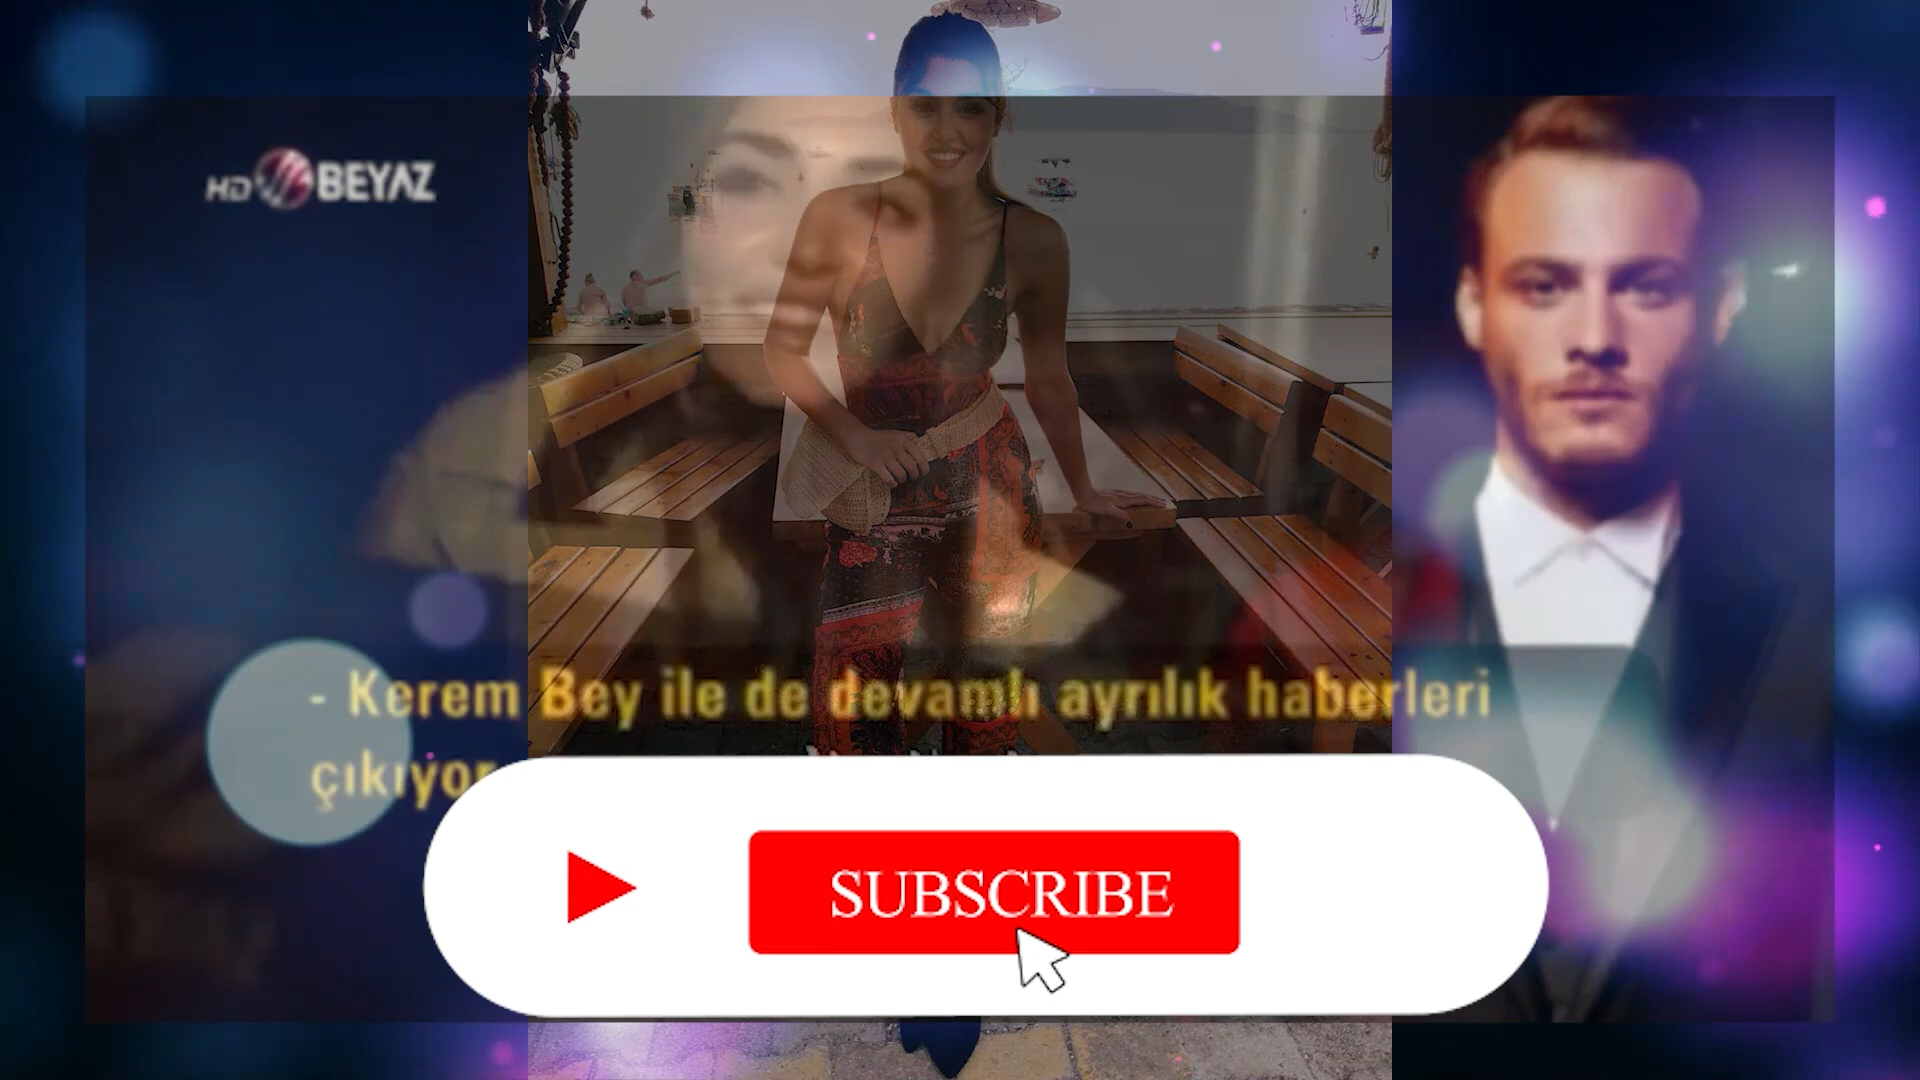 HD BEYAZ
- Kerem Bey ile de devamlı ayrılık haberleri
çıkıyor
SUBSCRIBE